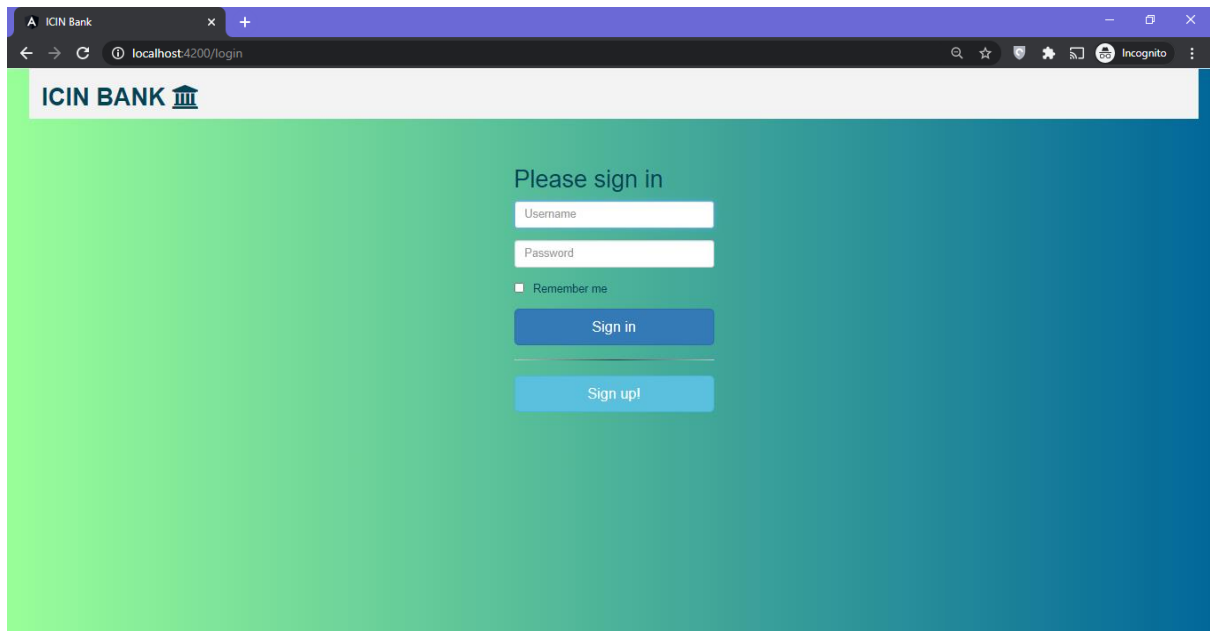 ICIN Bank
localhost:4200/login
Incognito
ICIN BANK
Please sign in
Username
Password
Remember me
Sign in
Sign up!